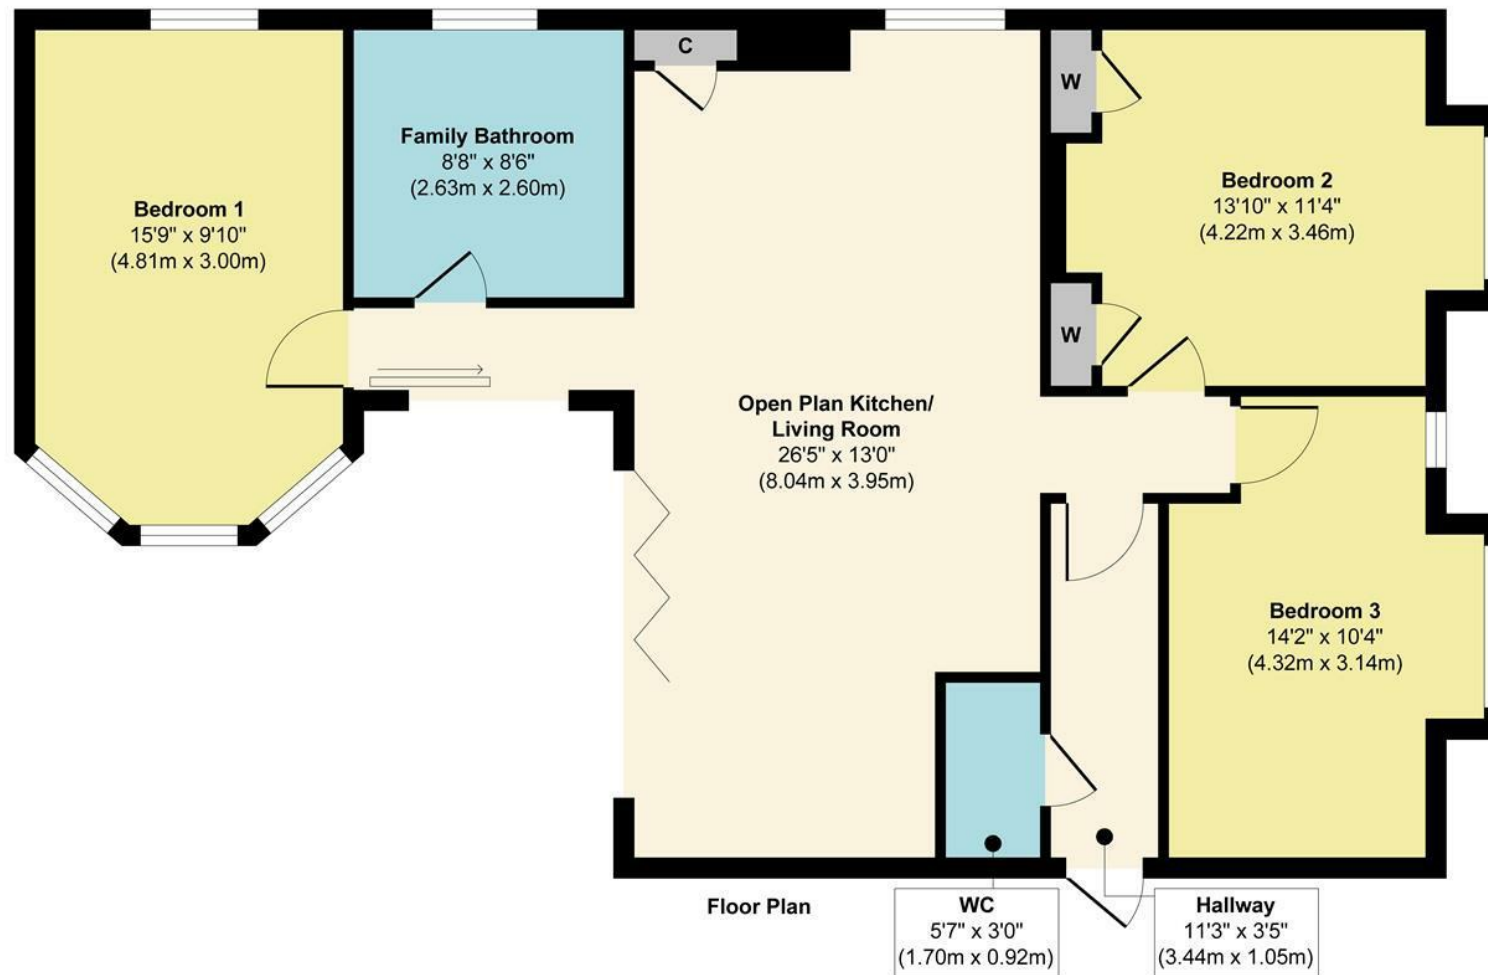 C
W
Family Bathroom
8'8" x 8'6"
(2.63m x 2.60m)
Bedroom 1
15'9" x 9'10"
(4.81m x 3.00m)
Bedroom 2
13'10" x 11'4"
(4.22m x 3.46m)
W
Open Plan Kitchen/
Living Room
26'5" x 13'0"
(8.04m x 3.95m)
Bedroom 3
14'2" x 10'4"
(4.32m x 3.14m)
Floor Plan
WC
5'7" x 3'0"
(1.70m x 0.92m)
Hallway
11'3" x 3'5"
(3.44m x 1.05m)